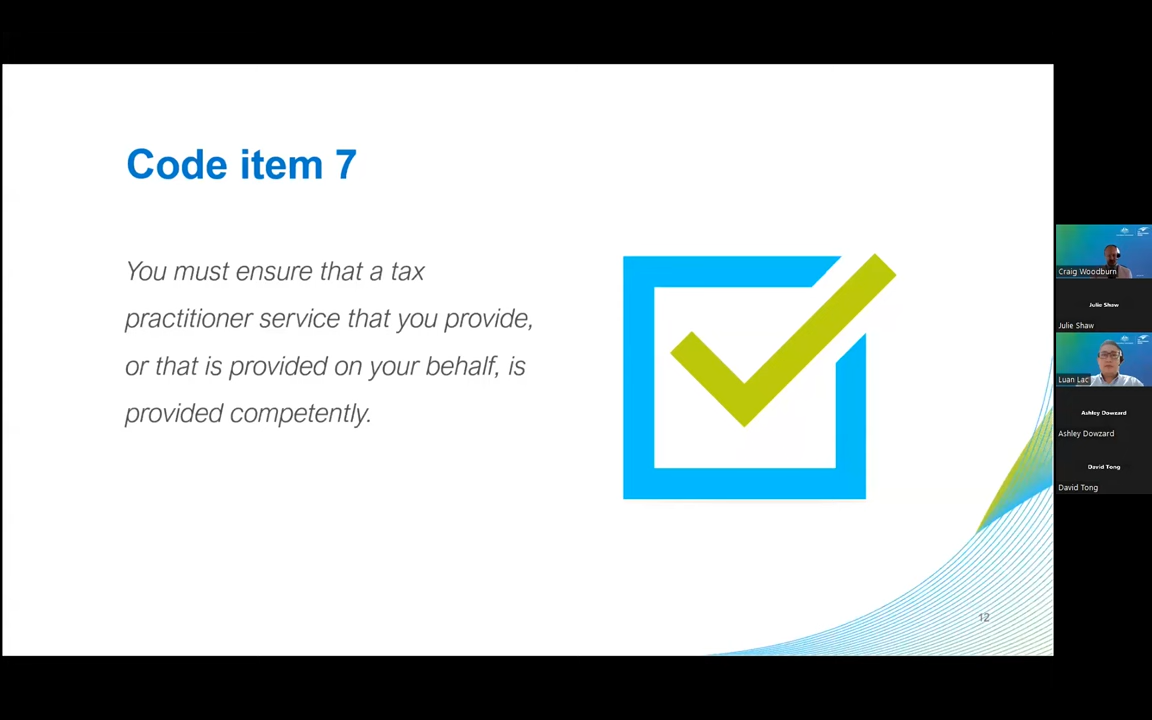 Code item 7
You must ensure that a tax
practitioner service that you provide,
or that is provided on your behalf, is
provided competently.
12
Craig Woodburn
Julie Shaw
Julie Shaw
Luan Lac
Ashley Dowzard
Ashley Dowzard
David Tong
David Tong